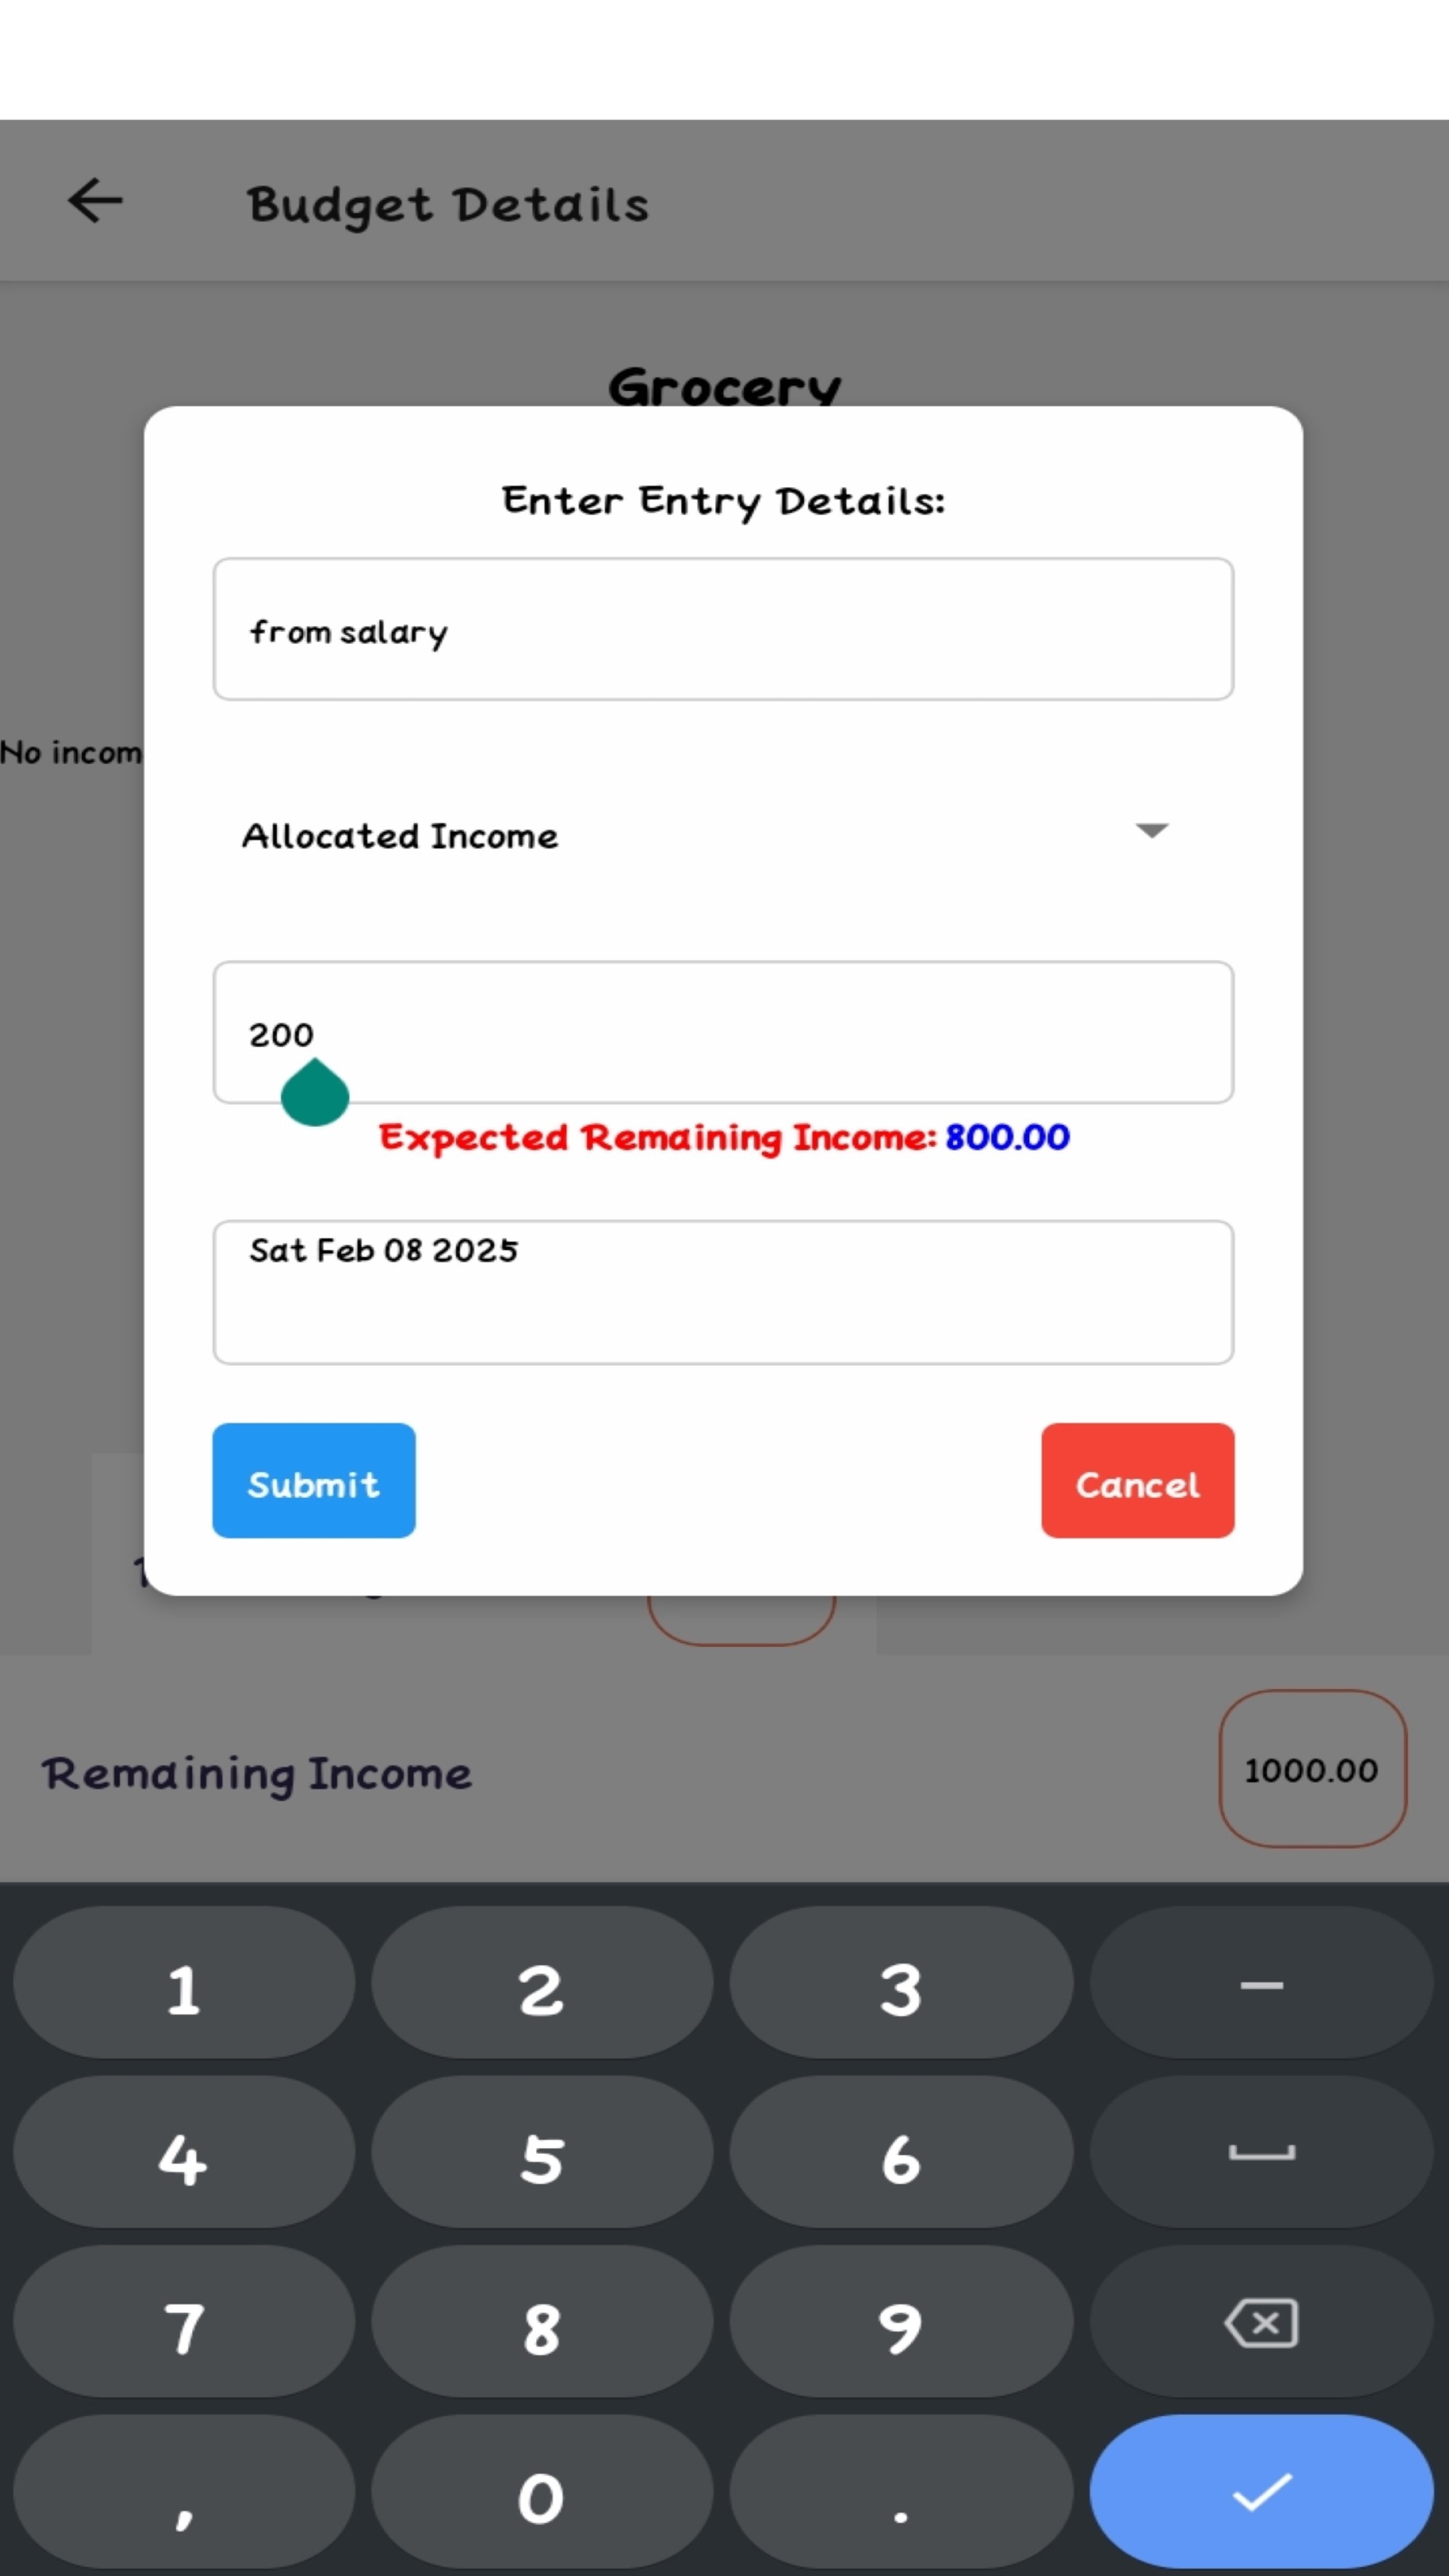 Budget Details
Grocery
Enter Entry Details:
from salary
No incom
Allocated Income
200
Expected Remaining Income: 800.00
Sat Feb 08 2025
Submit
Cancel
Remaining Income
1000.00
1 2 3 –
4 5 6
7 8 9
, 0 .